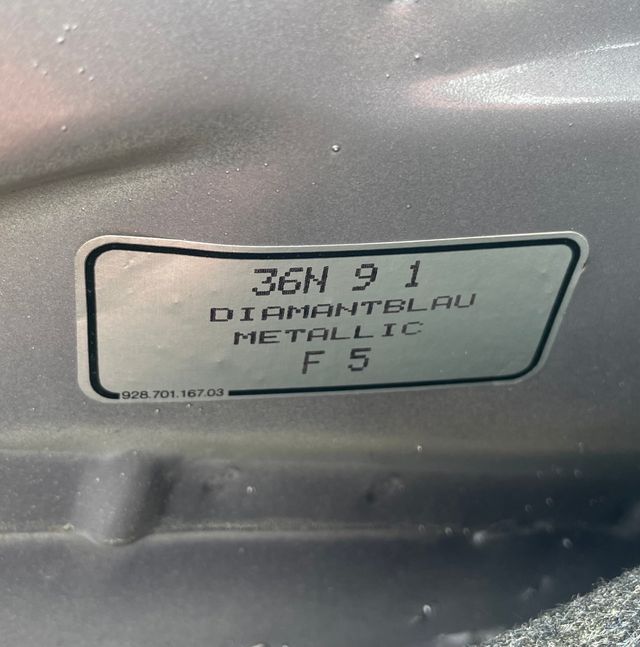 36N 9 1
DIAMANTBLAU
METALLIC
F 5
928.701.167.03